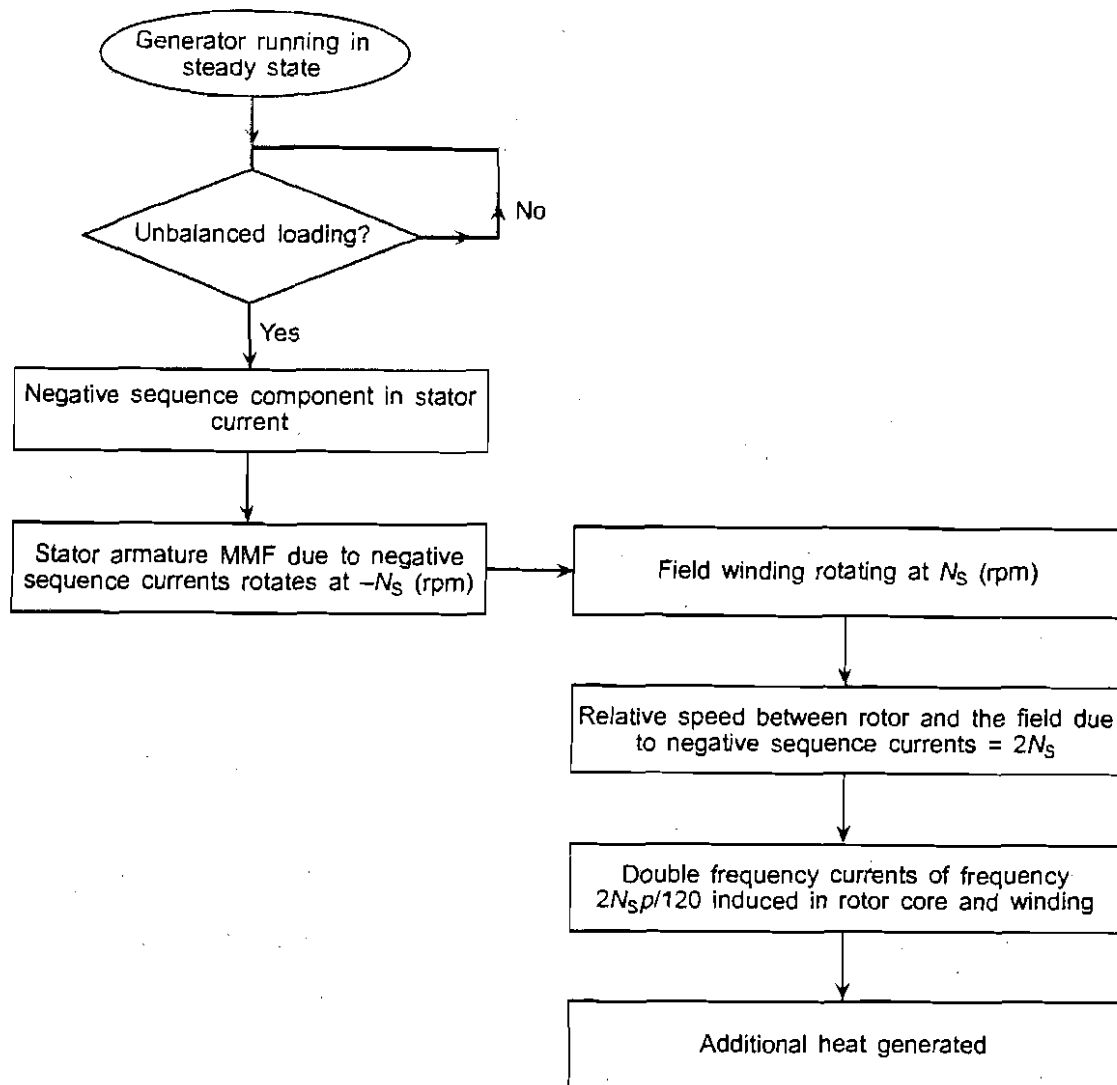 Generator running in
steady state
Unbalanced loading?
No
Yes
Negative sequence component in stator
current
Stator armature MMF due to negative
sequence currents rotates at –NS (rpm)
Field winding rotating at NS (rpm)
Relative speed between rotor and the field due
to negative sequence currents = 2NS
Double frequency currents of frequency
2NSp/120 induced in rotor core and winding
Additional heat generated